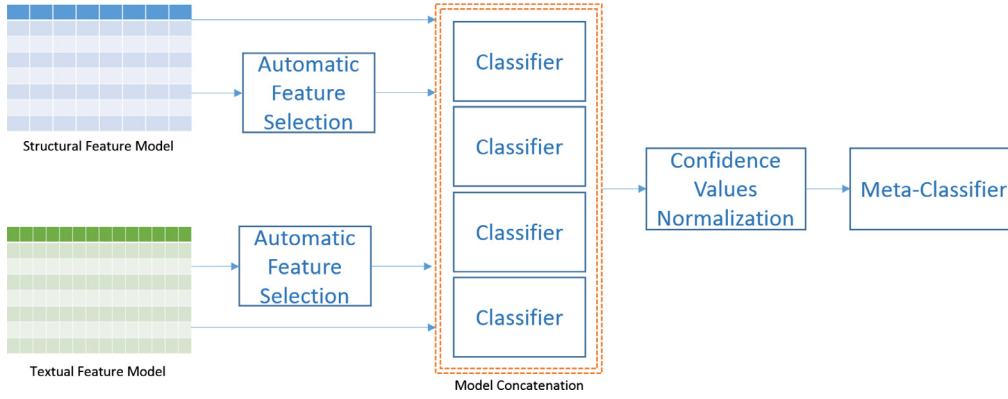 Automatic
Feature
Selection
Structural Feature Model
Automatic
Feature
Selection
Textual Feature Model
Classifier
Classifier
Classifier
Classifier
Model Concatenation
Confidence
Values
Normalization
Meta-Classifier